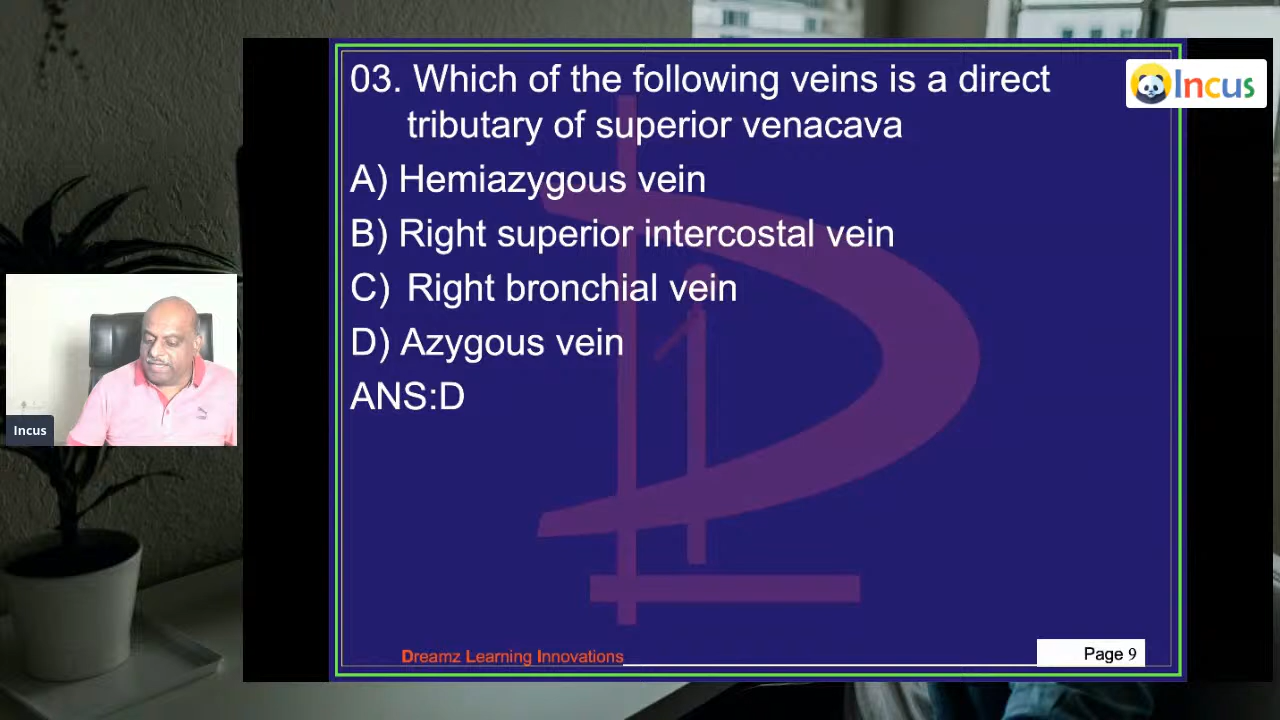 03. Which of the following veins is a direct
tributary of superior venacava
A) Hemiazygous vein
B) Right superior intercostal vein
C) Right bronchial vein
D) Azygous vein
ANS:D
Incus
Incus
Dreamz Learning Innovations
Page 9